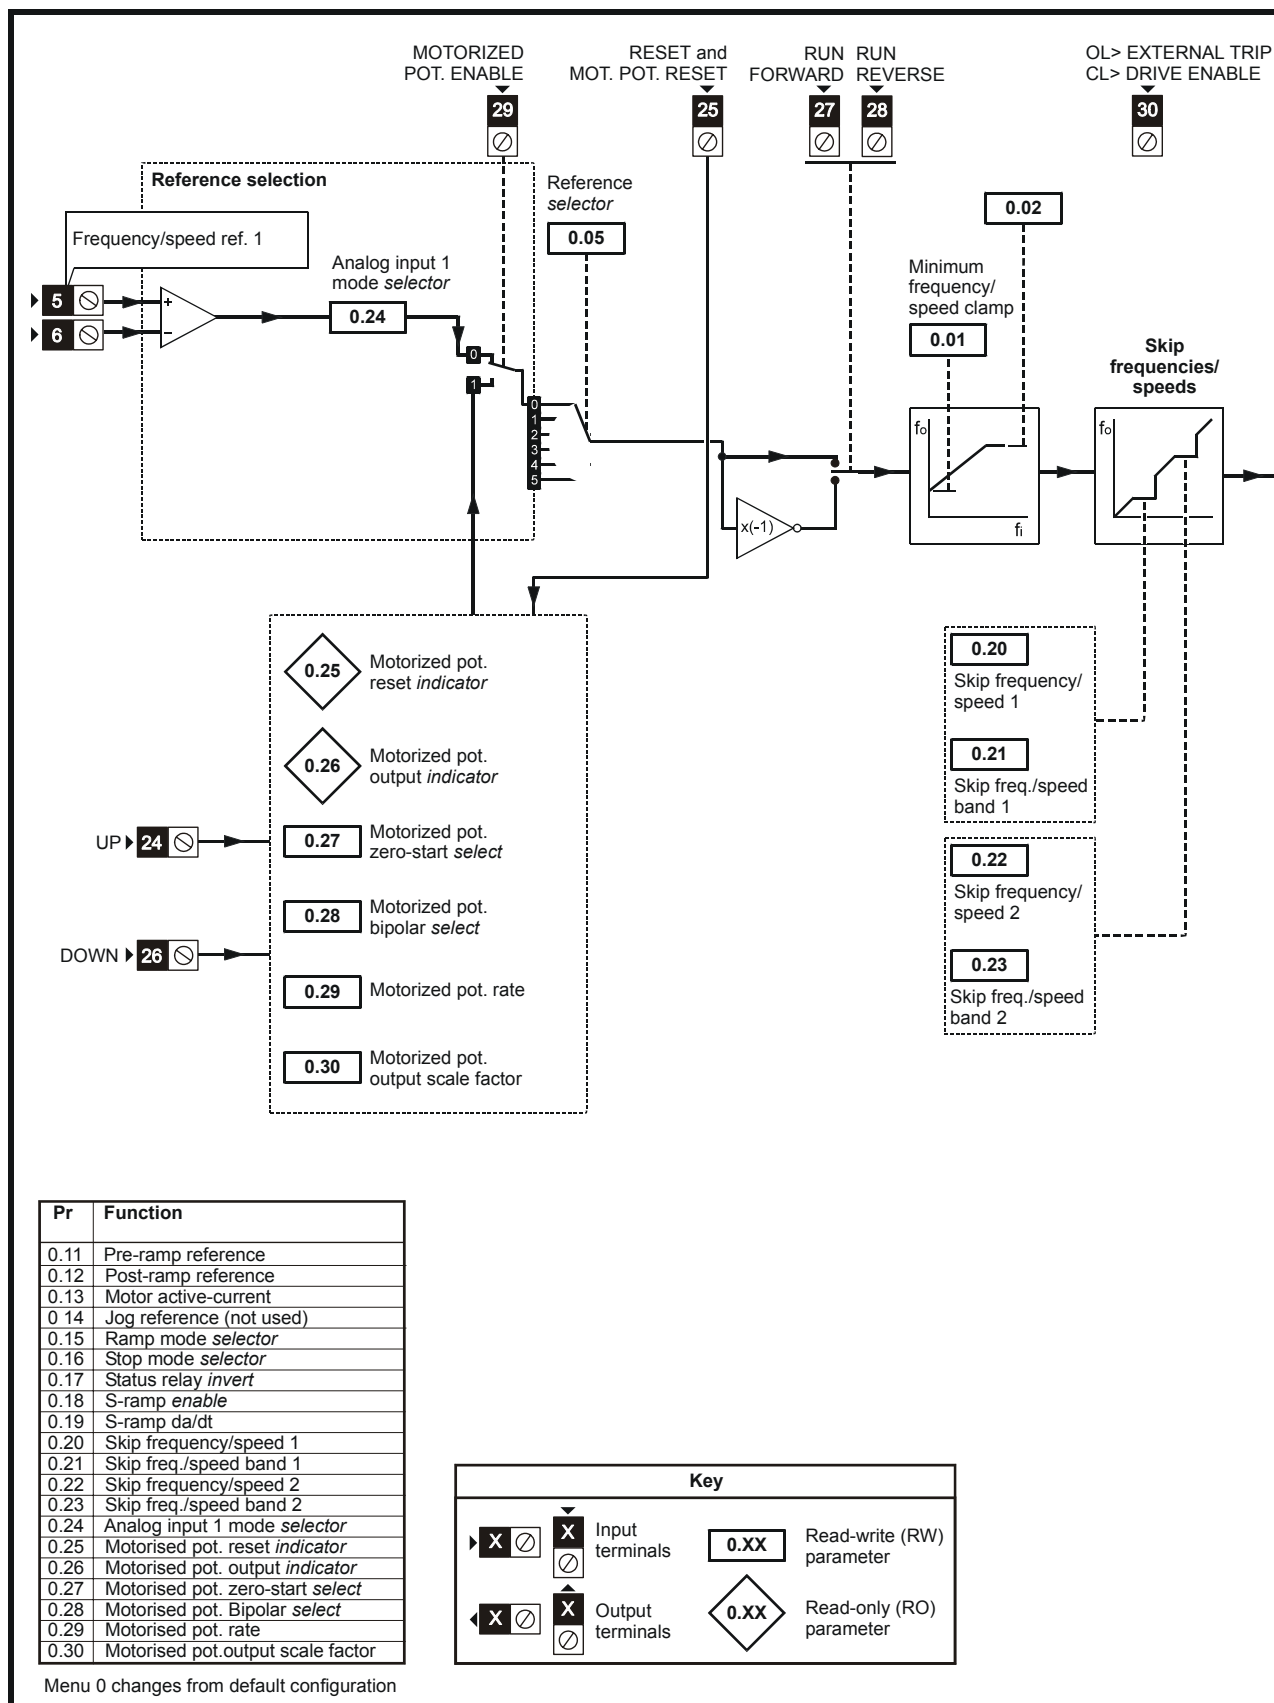 MOTORIZED
POT. ENABLE
29
RESET and
MOT. POT. RESET
25
RUN
FORWARD
27
RUN
REVERSE
28
OL> EXTERNAL TRIP
CL> DRIVE ENABLE
30
Reference selection
Frequency/speed ref. 1
5
6
+
−
Analog input 1
mode selector
0.24
0
1
Reference
selector
0.05
0
1
2
3
4
5
x(-1)
0.02
Minimum
frequency/
speed clamp
0.01
fo
fi
Skip
frequencies/
speeds
fo
0.25
Motorized pot.
reset indicator
0.26
Motorized pot.
output indicator
UP
24
0.27
Motorized pot.
zero-start select
0.28
Motorized pot.
bipolar select
DOWN
26
0.29
Motorized pot. rate
0.30
Motorized pot.
output scale factor
0.20
Skip frequency/
speed 1
0.21
Skip freq./speed
band 1
0.22
Skip frequency/
speed 2
0.23
Skip freq./speed
band 2
Pr Function
0.11 Pre-ramp reference
0.12 Post-ramp reference
0.13 Motor active-current
0 14 Jog reference (not used)
0.15 Ramp mode selector
0.16 Stop mode selector
0.17 Status relay invert
0.18 S-ramp enable
0.19 S-ramp da/dt
0.20 Skip frequency/speed 1
0.21 Skip freq./speed band 1
0.22 Skip frequency/speed 2
0.23 Skip freq./speed band 2
0.24 Analog input 1 mode selector
0.25 Motorised pot. reset indicator
0.26 Motorised pot. output indicator
0.27 Motorised pot. zero-start select
0.28 Motorised pot. Bipolar select
0.29 Motorised pot. rate
0.30 Motorised pot.output scale factor
Menu 0 changes from default configuration
Key
X
X
Input
terminals
0.XX
Read-write (RW)
parameter
X
X
Output
terminals
0.XX
Read-only (RO)
parameter